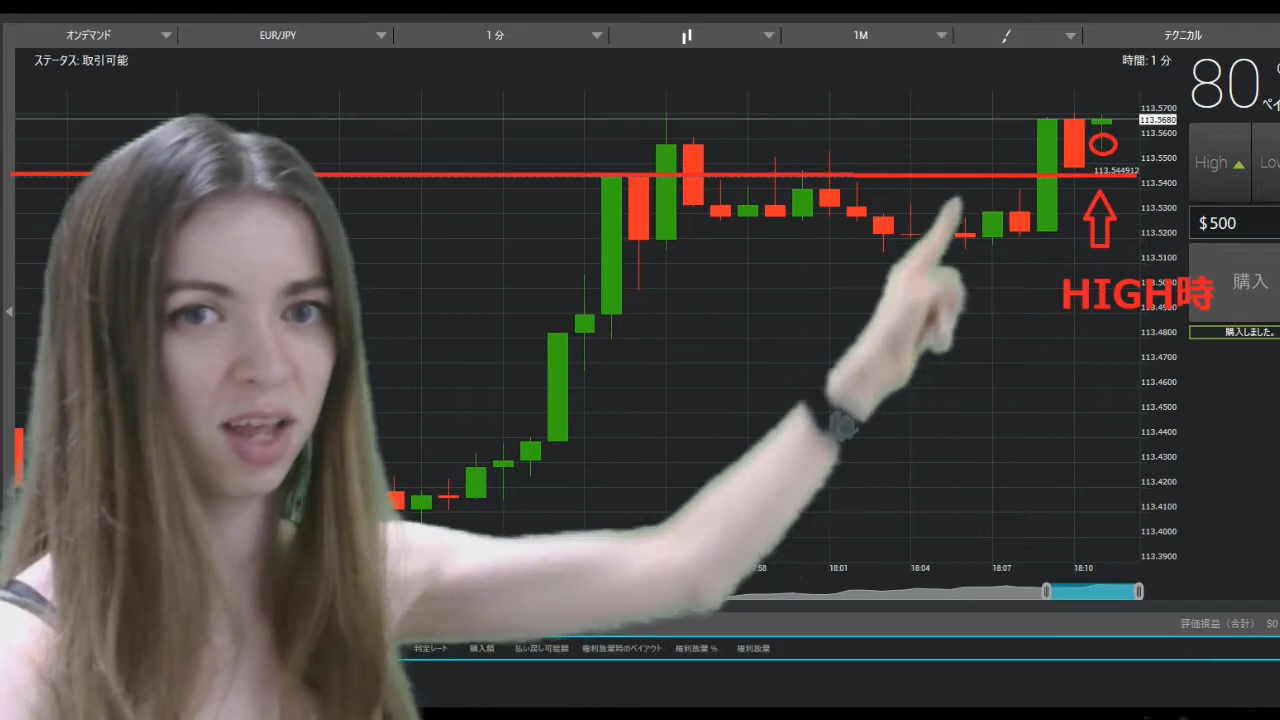 オンデマンド EUR/JPY 1 分 1M テクニカル
ステータス: 取引可能 時間: 1 分
80
113.5700
113.5680
113.5600
113.5500
113.544912
113.5400
113.5300
113.5200
113.5100
113.4800
113.4700
113.4600
113.4500
113.4400
113.4300
113.4200
113.4100
113.4000
113.3900
High
$500
HIGH時
購入
購入しました。
18:01 18:04 18:07 18:10
評価損益（合計） $0
判定レート 購入額 払い戻し可能額 権利放棄時のペイアウト 権利放棄 % 権利放棄